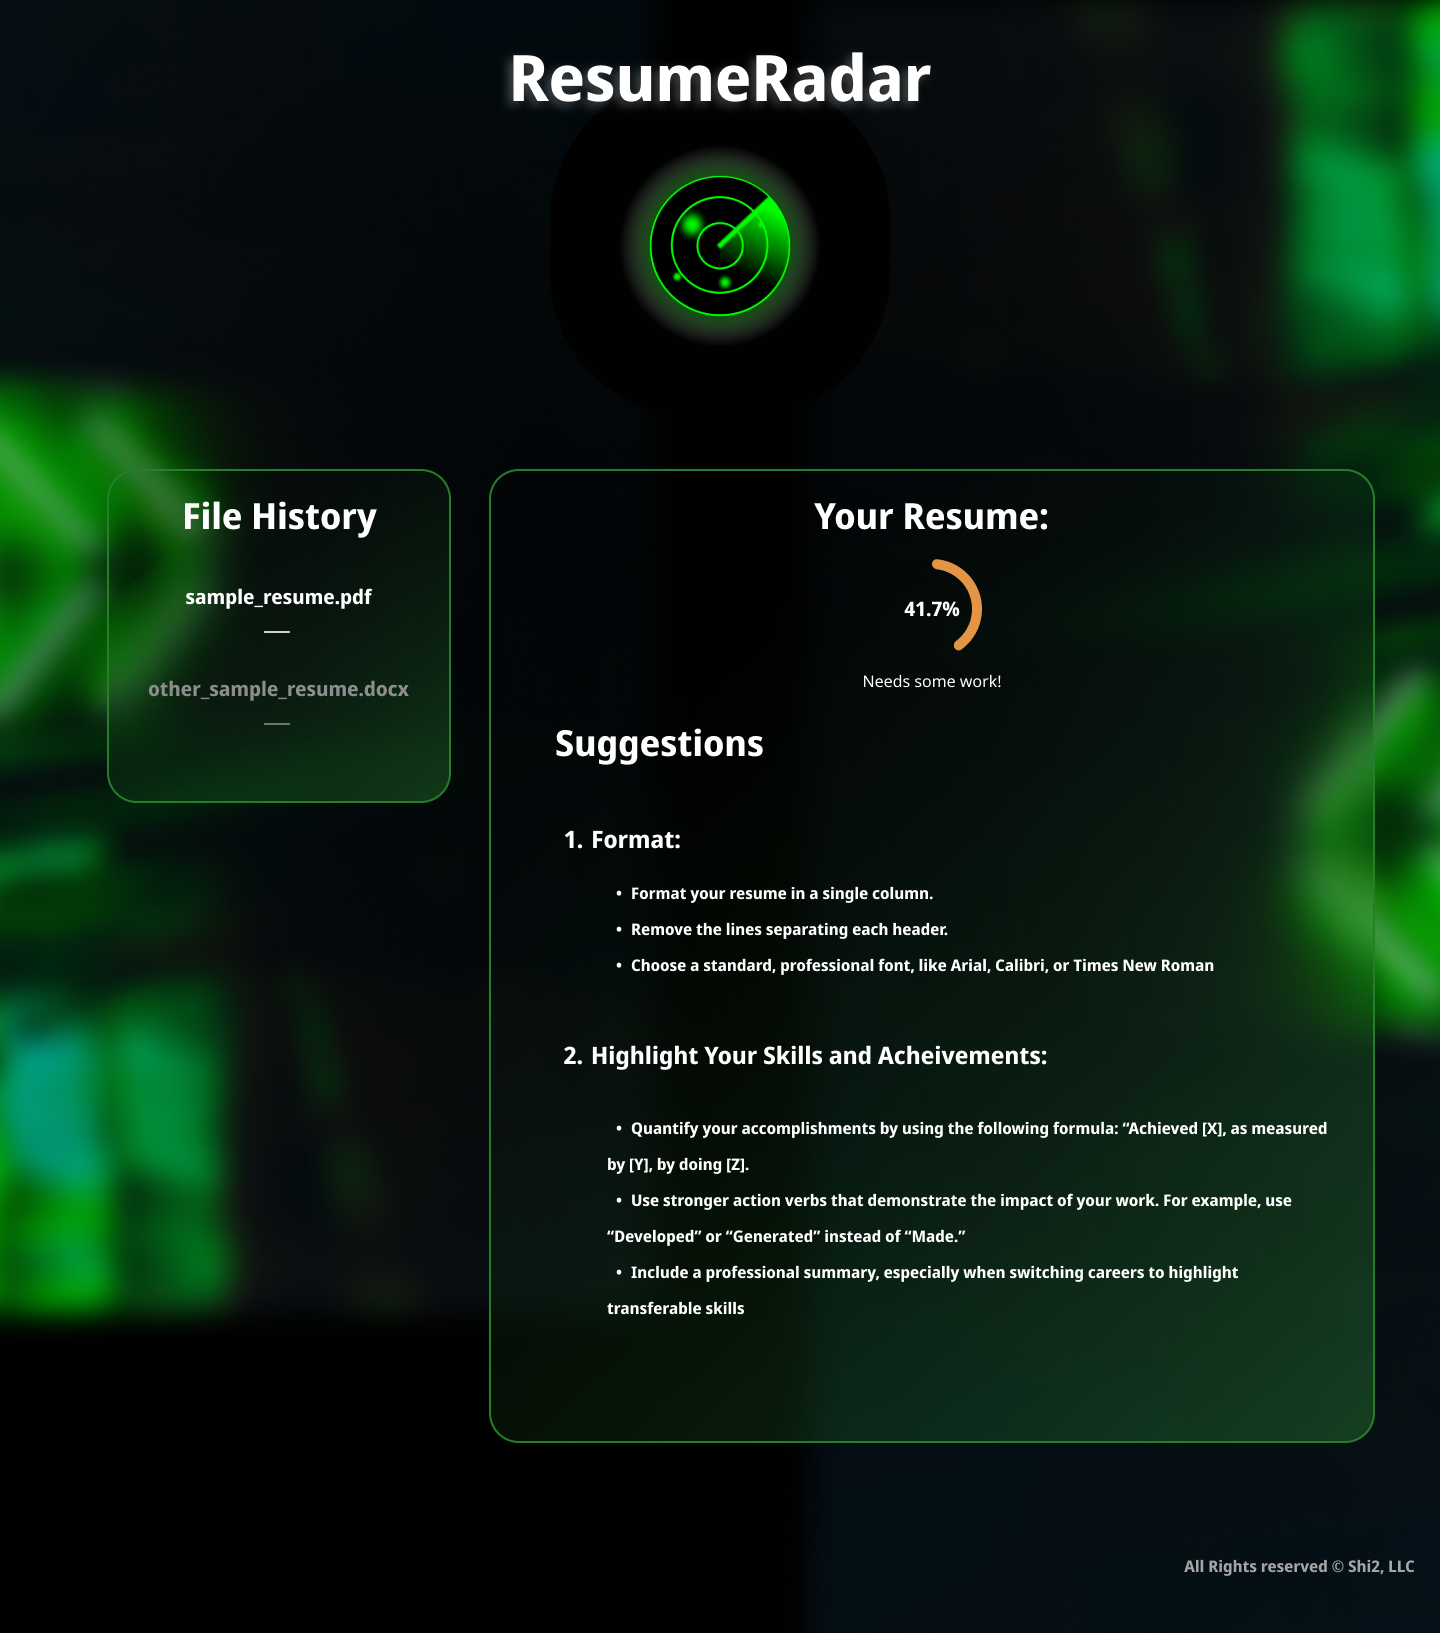 ResumeRadar
File History
sample_resume.pdf
other_sample_resume.docx
Your Resume:
41.7%
Needs some work!
Suggestions
1. Format:
• Format your resume in a single column.
• Remove the lines separating each header.
• Choose a standard, professional font, like Arial, Calibri, or Times New Roman
2. Highlight Your Skills and Acheivements:
• Quantify your accomplishments by using the following formula: “Achieved [X], as measured
by [Y], by doing [Z].
• Use stronger action verbs that demonstrate the impact of your work. For example, use
“Developed” or “Generated” instead of “Made.”
• Include a professional summary, especially when switching careers to highlight
transferable skills
All Rights reserved © Shi2, LLC